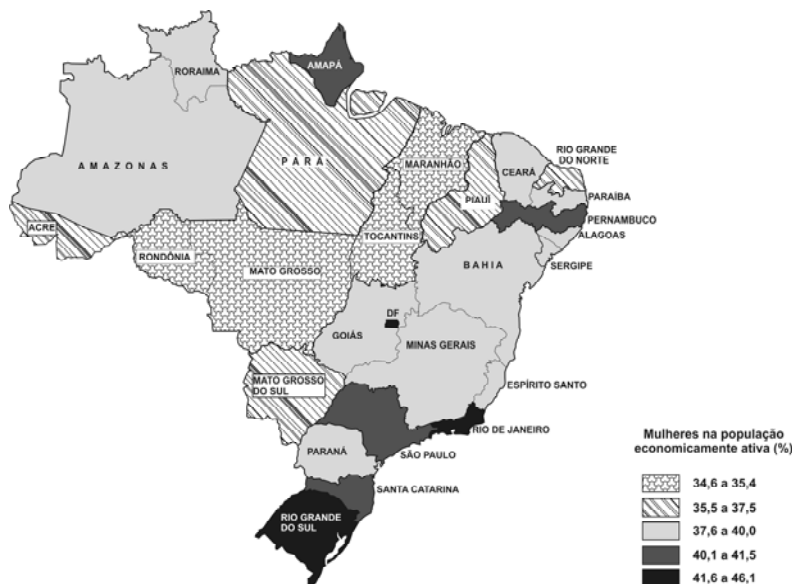 RORAIMA
AMAPÁ
AMAZONAS
PÁRÁ
MARANHÃO
CEARÁ
RIO GRANDE
DO NORTE
PARAÍBA
PIAUÍ
PERNAMBUCO
ALAGOAS
SERGIPE
ACRE
RONDÔNIA
TOCANTINS
MATO GROSSO
BAHIA
DF
GOIÁS
MINAS GERAIS
MATO GROSSO
DO SUL
ESPÍRITO SANTO
RIO DE JANEIRO
SÃO PAULO
PARANÁ
SANTA CATARINA
RIO GRANDE
DO SUL
Mulheres na população
economicamente ativa (%)
34,6 a 35,4
35,5 a 37,5
37,6 a 40,0
40,1 a 41,5
41,6 a 46,1